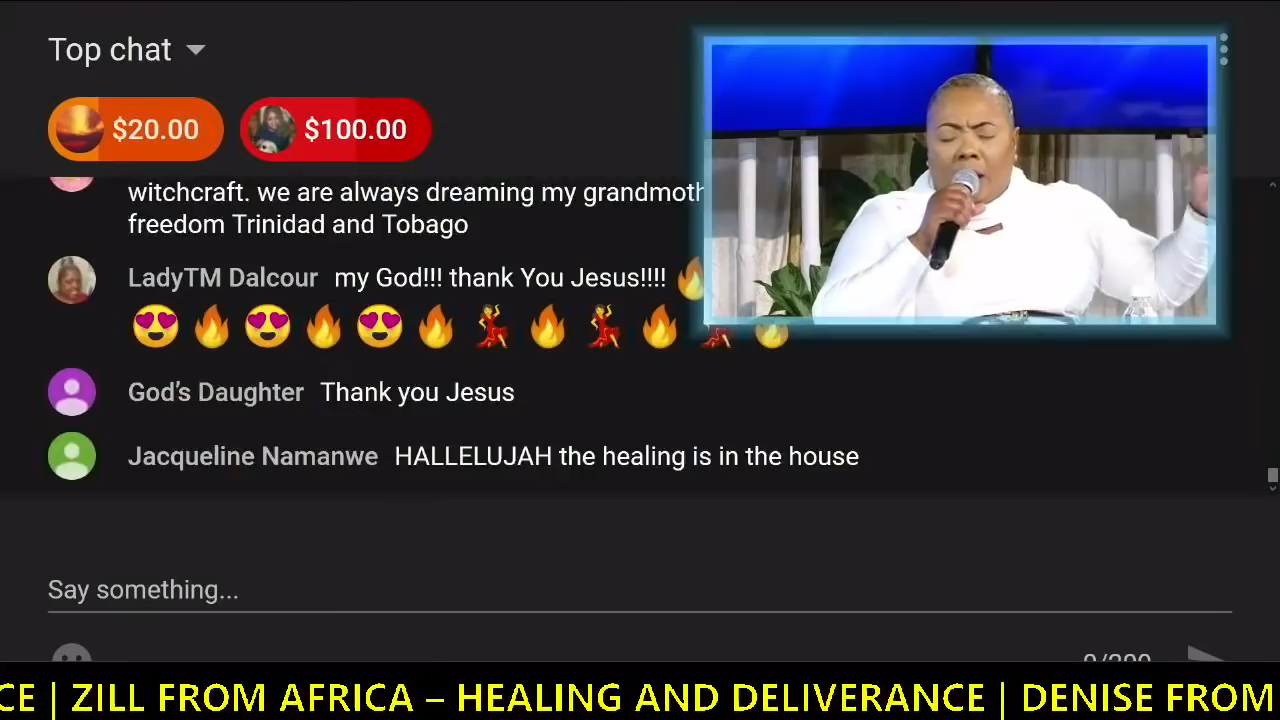 Top chat
$20.00 $100.00
witchcraft. we are always dreaming my grandmoth
freedom Trinidad and Tobago
LadyTM Dalcour my God!!! thank You Jesus!!!!
God's Daughter Thank you Jesus
Jacqueline Namanwe HALLELUJAH the healing is in the house
Say something...
0/200
CE | ZILL FROM AFRICA – HEALING AND DELIVERANCE | DENISE FROM